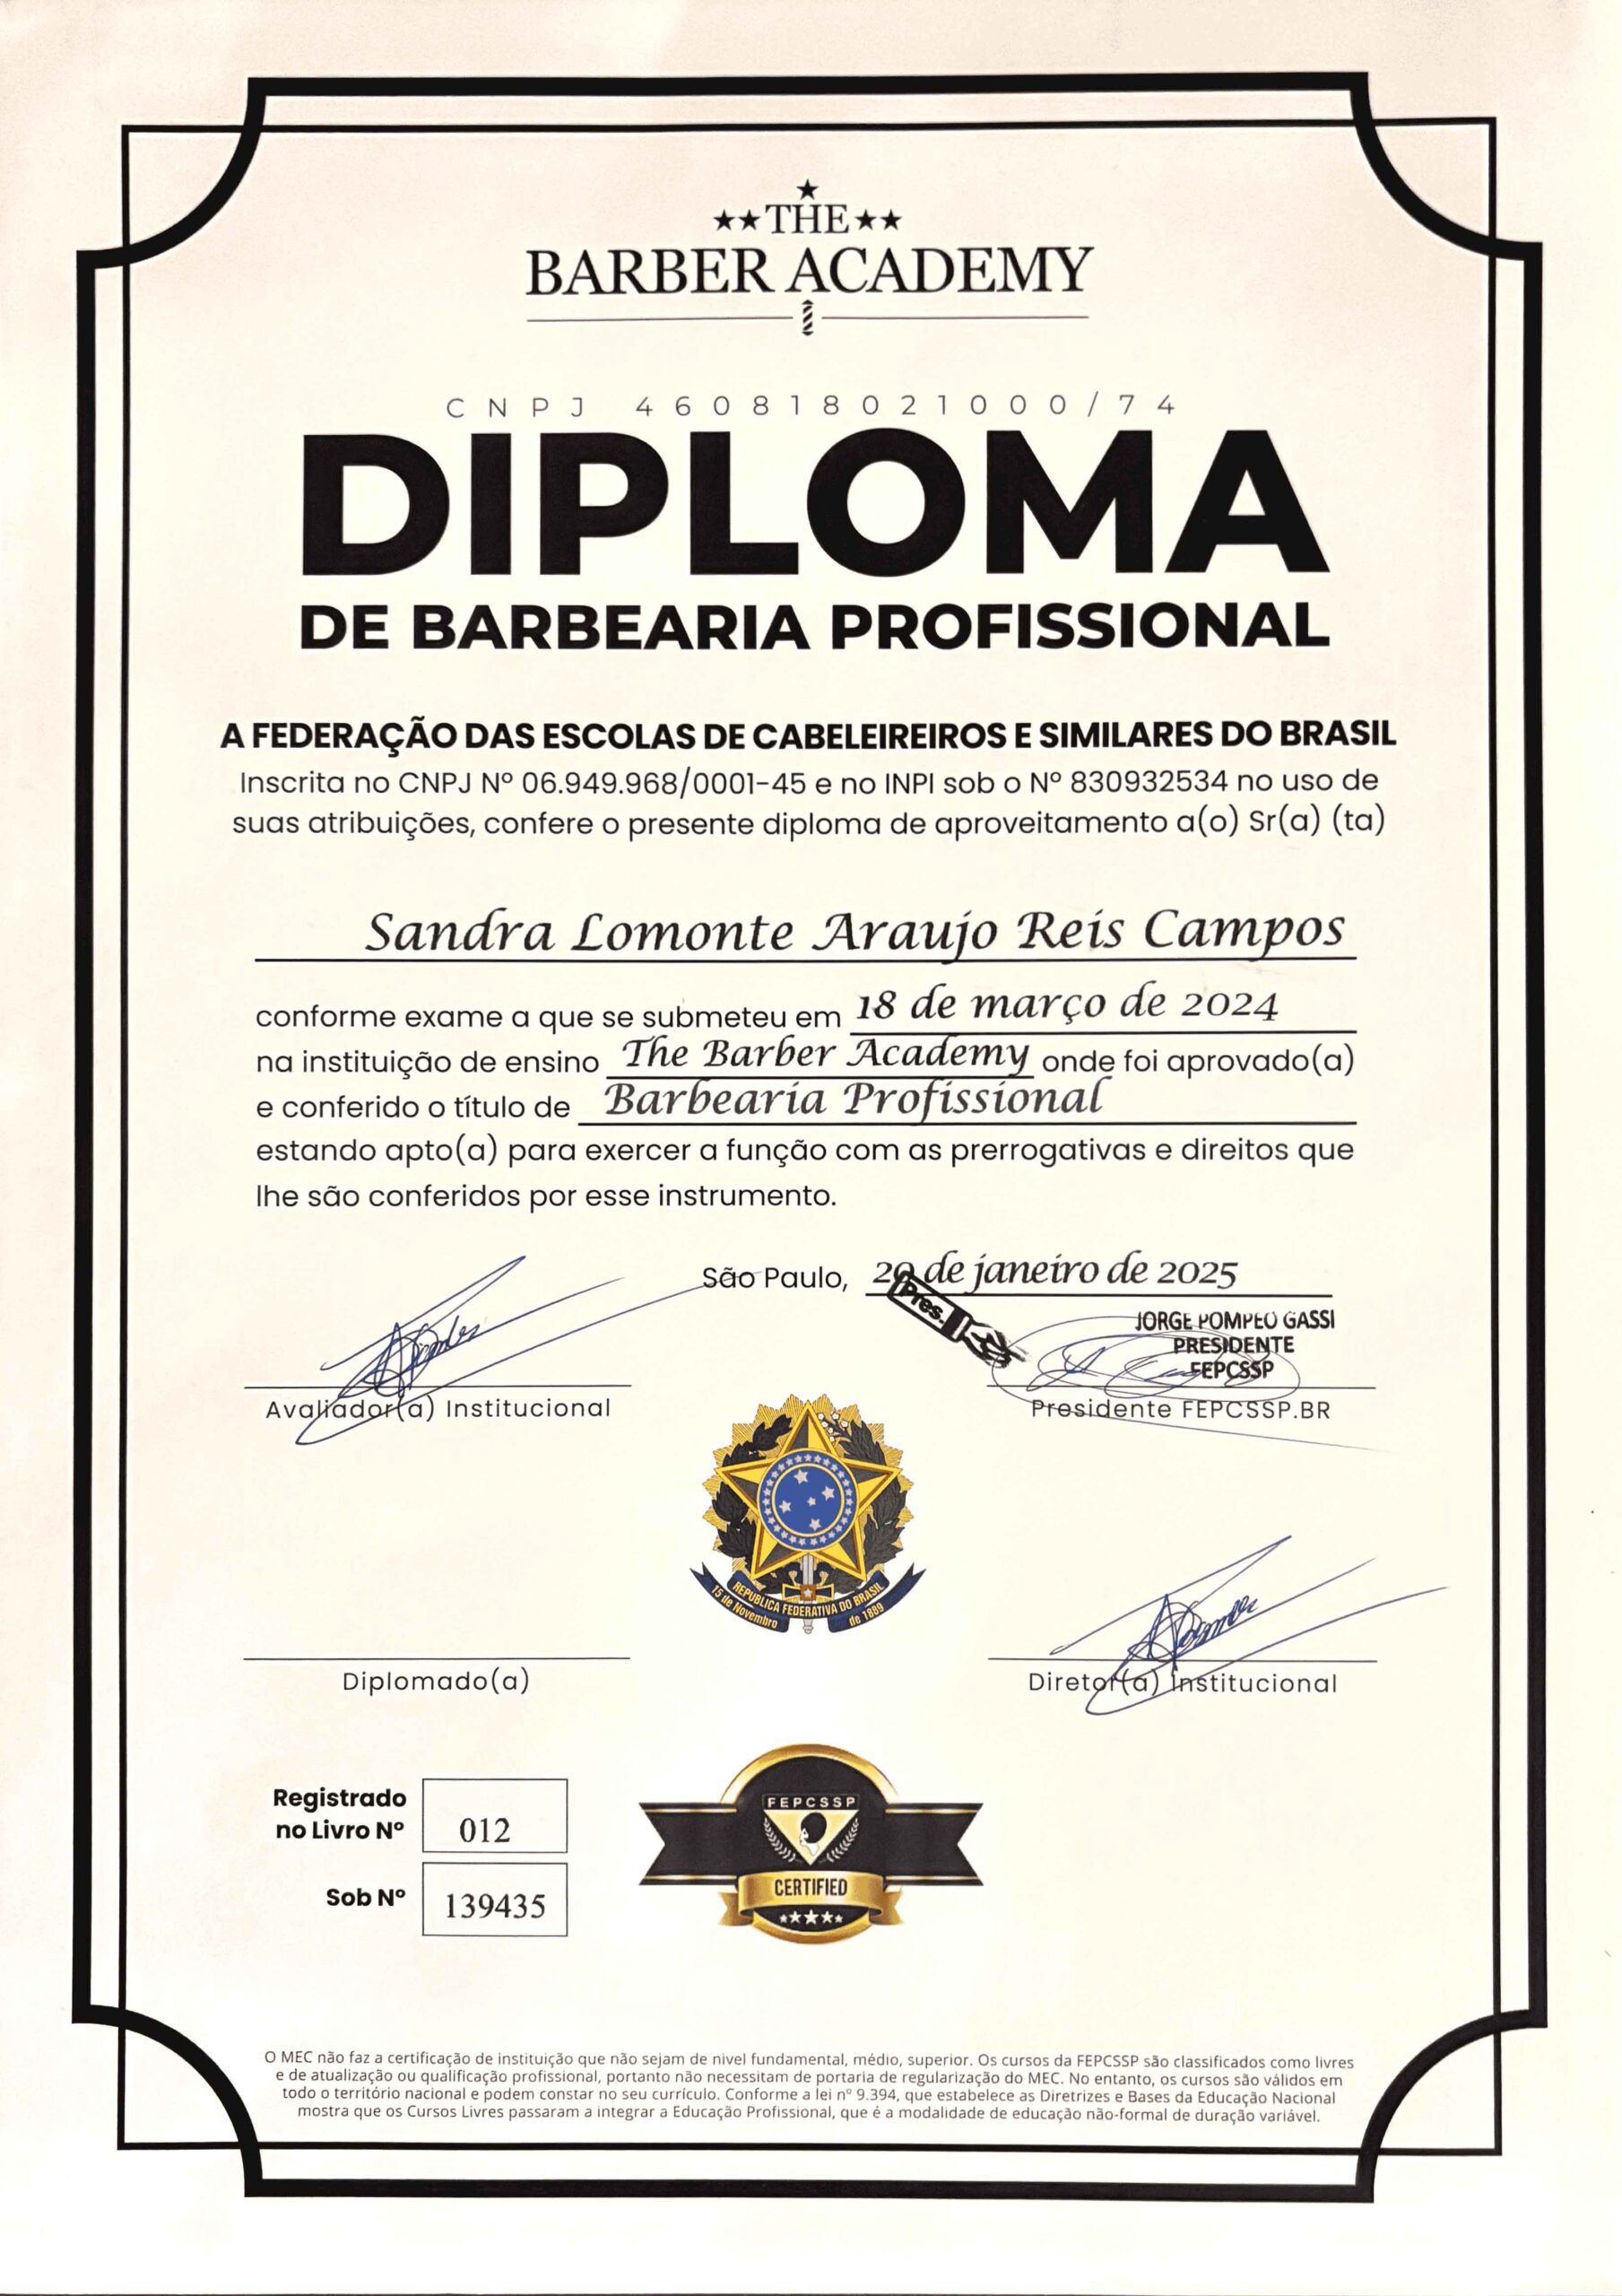 THE
BARBER ACADEMY
CNPJ 460818021000/74
DIPLOMA
DE BARBEARIA PROFISSIONAL
A FEDERAÇÃO DAS ESCOLAS DE CABELEIREIROS E SIMILARES DO BRASIL
Inscrita no CNPJ Nº 06.949.968/0001-45 e no INPI sob o Nº 830932534 no uso de
suas atribuições, confere o presente diploma de aproveitamento a(o) Sr(a) (ta)
Sandra Lomonte Araujo Reis Campos
conforme exame a que se submeteu em 18 de março de 2024
na instituição de ensino The Barber Academy onde foi aprovado(a)
e conferido o título de Barbearia Profissional
estando apto(a) para exercer a função com as prerrogativas e direitos que
lhe são conferidos por esse instrumento.
São Paulo, 20 de janeiro de 2025
Pres.
JORGE POMPEO GASSI
PRESIDENTE
FEPCSSP
Avaliador(a) Institucional
Presidente FEPCSSP.BR
REPÚBLICA FEDERATIVA DO BRASIL
15 de Novembro de 1889
Diplomado(a)
Diretor(a) Institucional
Registrado
no Livro Nº 012
Sob Nº 139435
FEPCSSP
CERTIFIED
O MEC não faz a certificação de instituição que não sejam de nivel fundamental, médio, superior. Os cursos da FEPCSSP são classificados como livres
e de atualização ou qualificação profissional, portanto não necessitam de portaria de regularização do MEC. No entanto, os cursos são válidos em
todo o território nacional e podem constar no seu currículo. Conforme a lei nº 9.394, que estabelece as Diretrizes e Bases da Educação Nacional
mostra que os Cursos Livres passaram a integrar a Educação Profissional, que é a modalidade de educação não-formal de duração variável.